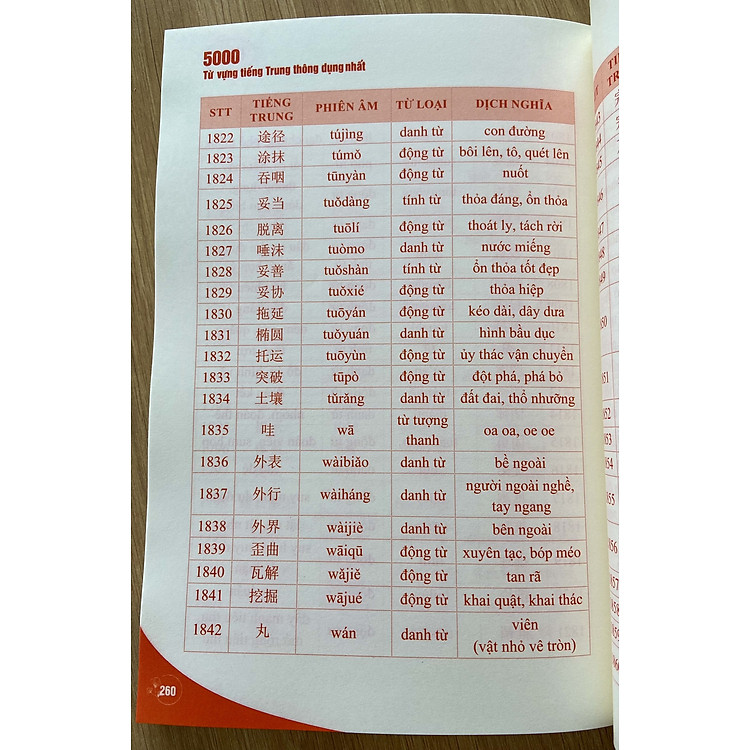 5000
Từ vựng tiếng Trung thông dụng nhất
STT TIẾNG TRUNG PHIÊN ÂM TỪ LOẠI DỊCH NGHĨA
1822 途径 tújìng danh từ con đường
1823 涂抹 túmǒ động từ bôi lên, tô, quét lên
1824 吞咽 tūnyàn động từ nuốt
1825 妥当 tuǒdàng tính từ thỏa đáng, ổn thỏa
1826 脱离 tuōlí động từ thoát ly, tách rời
1827 唾沫 tuòmo danh từ nước miếng
1828 妥善 tuǒshàn tính từ ổn thỏa tốt đẹp
1829 妥协 tuǒxié động từ thỏa hiệp
1830 拖延 tuōyán động từ kéo dài, dây dưa
1831 椭圆 tuǒyuán danh từ hình bầu dục
1832 托运 tuōyùn động từ ủy thác vận chuyển
1833 突破 tūpò động từ đột phá, phá bỏ
1834 土壤 tǔrǎng danh từ đất đai, thổ nhưỡng
1835 哇 wā từ tượng thanh oa oa, oe oe
1836 外表 wàibiǎo danh từ bề ngoài
1837 外行 wàiháng danh từ người ngoài nghề, tay ngang
1838 外界 wàijiè danh từ bên ngoài
1839 歪曲 wāiqū động từ xuyên tạc, bóp méo
1840 瓦解 wǎjiě động từ tan rã
1841 挖掘 wājué động từ khai quật, khai thác
1842 丸 wán danh từ viên (vật nhỏ vê tròn)
260